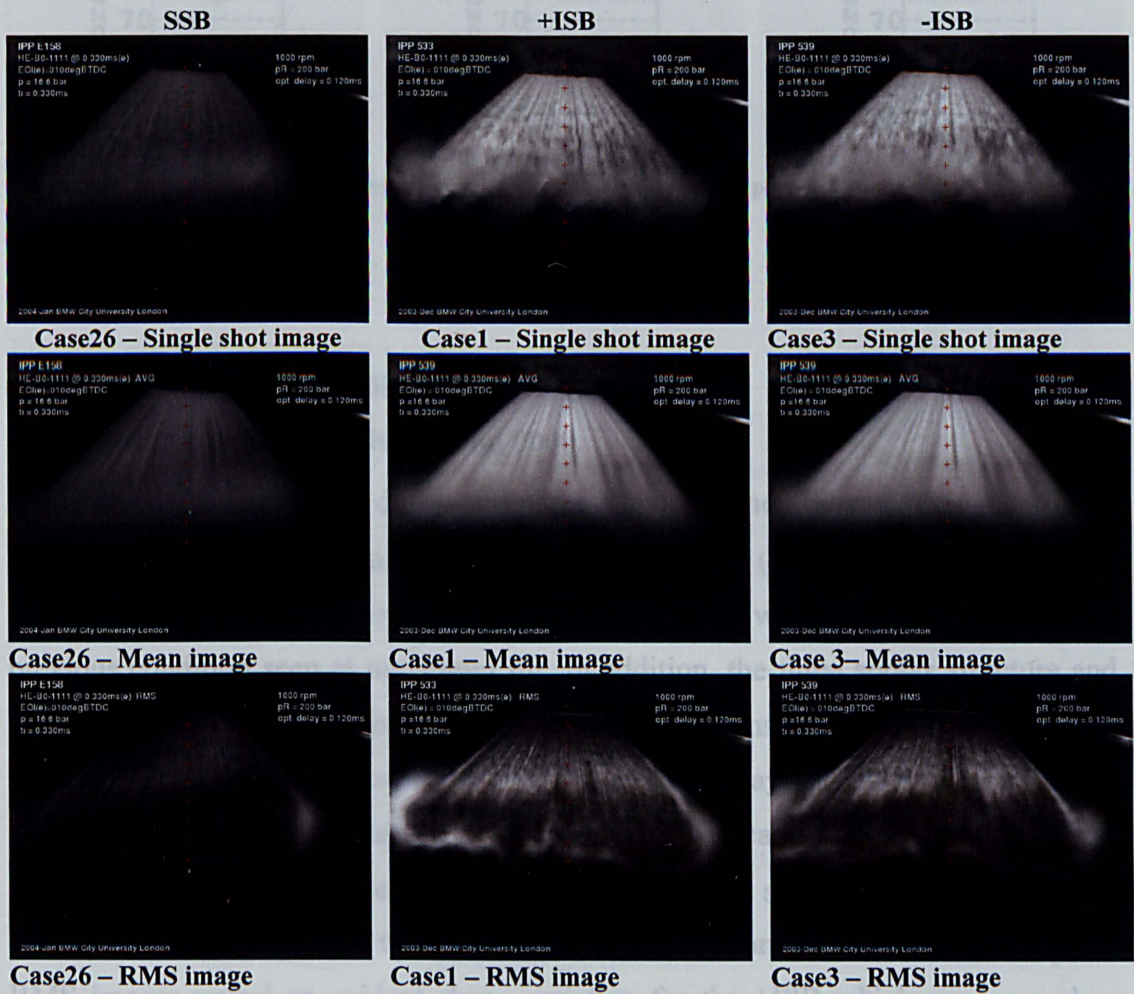 SSB +ISB -ISB
IPP E158
HE-B0-1111 @ 0.330ms(e)
EOI(e)=010degBTDC
p =16.6 bar
ti = 0.330ms
1000 rpm
pR = 200 bar
opt. delay = 0.120ms
2004-Jan BMW City University London
IPP 533
HE-B0-1111 @ 0.330ms(e)
EOI(e) = 010degBTDC
p =16.6 bar
ti = 0.330ms
1000 rpm
pR = 200 bar
opt. delay = 0.120ms
2003-Dec BMW City University London
IPP 539
HE-B0-1111 @ 0.330ms(e)
EOI(e) = 010degBTDC
p =16.6 bar
ti = 0.330ms
1000 rpm
pR = 200 bar
opt. delay = 0.120ms
2003-Dec BMW City University London
Case26 – Single shot image Case1 – Single shot image Case3 – Single shot image
IPP E158
HE-B0-1111 @ 0.330ms(e) AVG
EOI(e)=010degBTDC
p =16.6 bar
ti = 0.330ms
1000 rpm
pR = 200 bar
opt. delay = 0.120ms
2004-Jan BMW City University London
IPP 539
HE-B0-1111 @ 0.330ms(e) AVG
EOI(e) = 010degBTDC
p =16.6 bar
ti = 0.330ms
1000 rpm
pR = 200 bar
opt. delay = 0.120ms
2003-Dec BMW City University London
IPP 539
HE-B0-1111 @ 0.330ms(e) AVG
EOI(e) = 010degBTDC
p =16.6 bar
ti = 0.330ms
1000 rpm
pR = 200 bar
opt. delay = 0.120ms
2003-Dec BMW City University London
Case26 – Mean image Case1 – Mean image Case 3– Mean image
IPP E158
HE-B0-1111 @ 0.330ms(e) RMS
EOI(e)=010degBTDC
p =16.6 bar
ti = 0.330ms
1000 rpm
pR = 200 bar
opt. delay = 0.120ms
2004-Jan BMW City University London
IPP 533
HE-B0-1111 @ 0.330ms(e) RMS
EOI(e) = 010degBTDC
p =16.6 bar
ti = 0.330ms
1000 rpm
pR = 200 bar
opt. delay = 0.120ms
2003-Dec BMW City University London
IPP 539
HE-B0-1111 @ 0.330ms(e) RMS
EOI(e) = 010degBTDC
p =16.6 bar
ti = 0.330ms
1000 rpm
pR = 200 bar
opt. delay = 0.120ms
2003-Dec BMW City University London
Case26 – RMS image Case1 – RMS image Case3 – RMS image